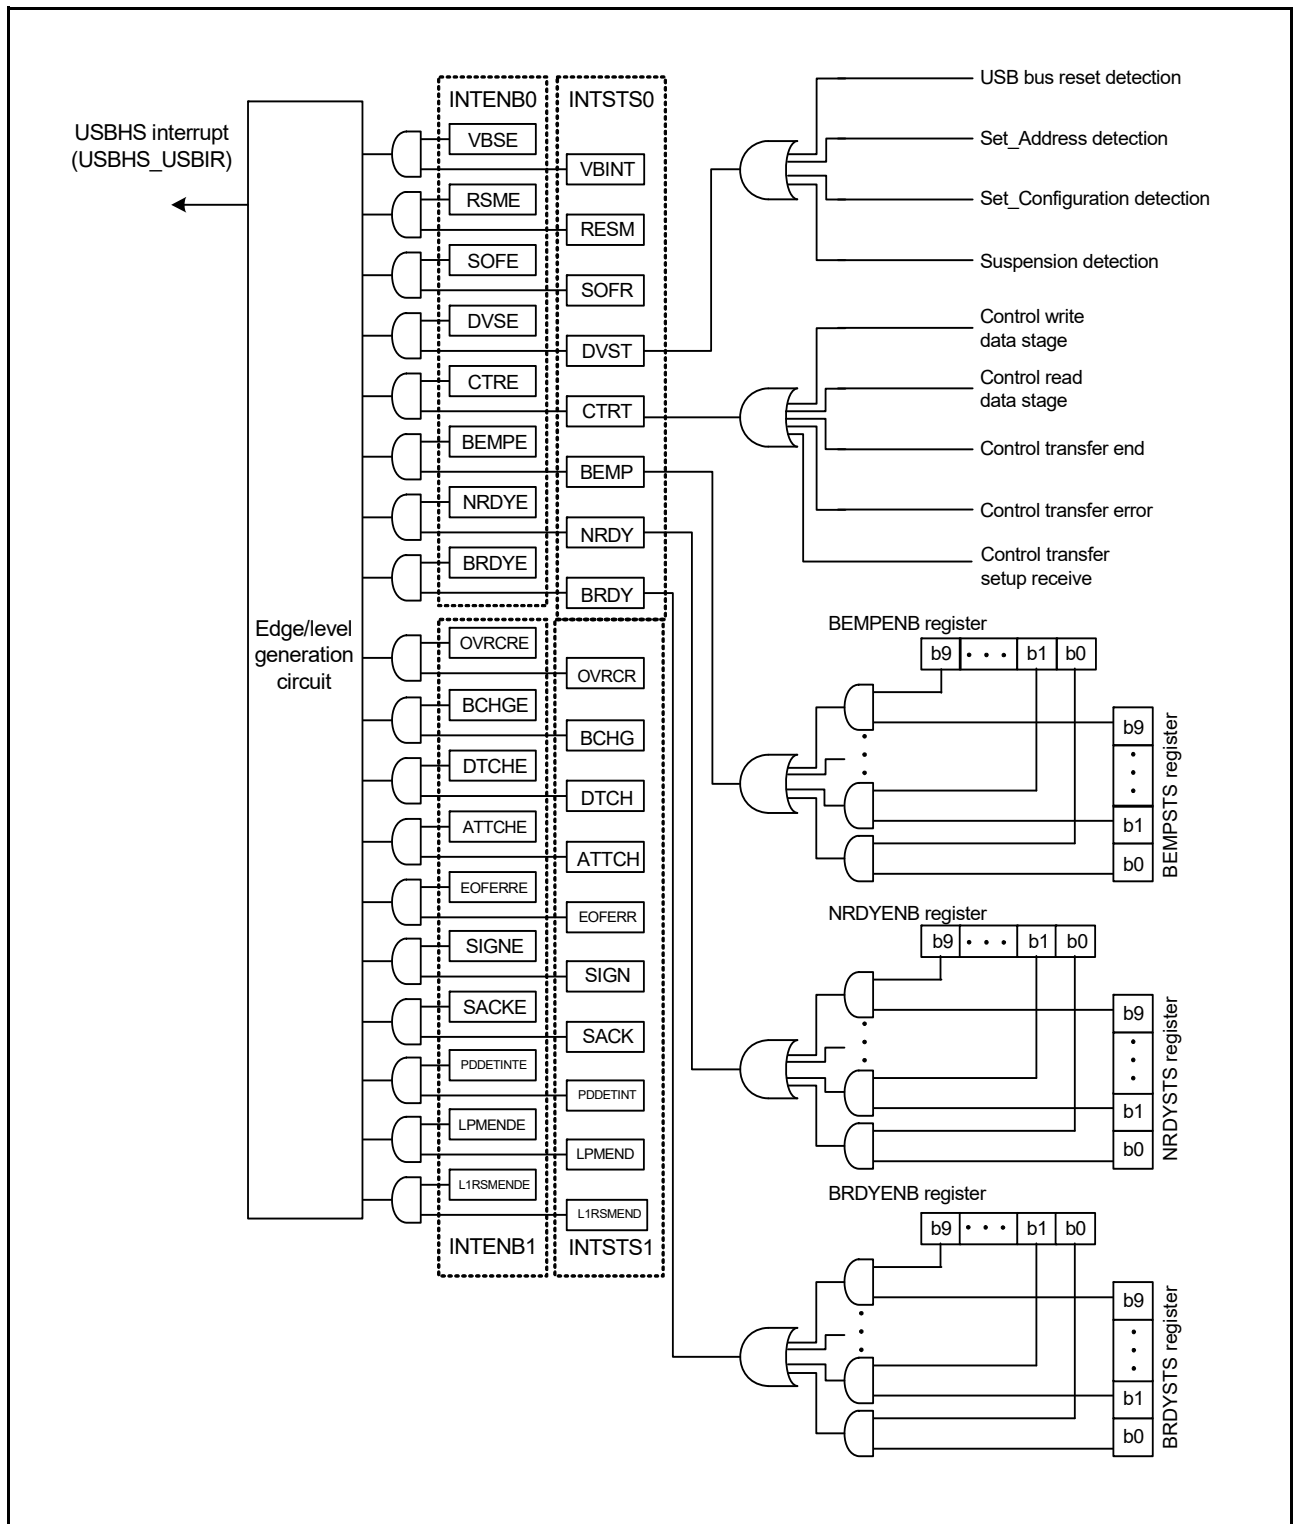 USBHS interrupt
(USBHS_USBIR)
Edge/level
generation
circuit
INTENB0
VBSE
RSME
SOFE
DVSE
CTRE
BEMPE
NRDYE
BRDYE
INTSTS0
VBINT
RESM
SOFR
DVST
CTRT
BEMP
NRDY
BRDY
OVRCRE
BCHGE
DTCHE
ATTCHE
EOFERRE
SIGNE
SACKE
PDDETINTE
LPMENDE
L1RSMENDE
INTENB1
OVRCR
BCHG
DTCH
ATTCH
EOFERR
SIGN
SACK
PDDETINT
LPMEND
L1RSMEND
INTSTS1
USB bus reset detection
Set_Address detection
Set_Configuration detection
Suspension detection
Control write
data stage
Control read
data stage
Control transfer end
Control transfer error
Control transfer
setup receive
BEMPENB register
b9 • • • b1 b0
b9
b1
b0
BEMPSTS register
NRDYENB register
b9 • • • b1 b0
b9
b1
b0
NRDYSTS register
BRDYENB register
b9 • • • b1 b0
b9
b1
b0
BRDYSTS register